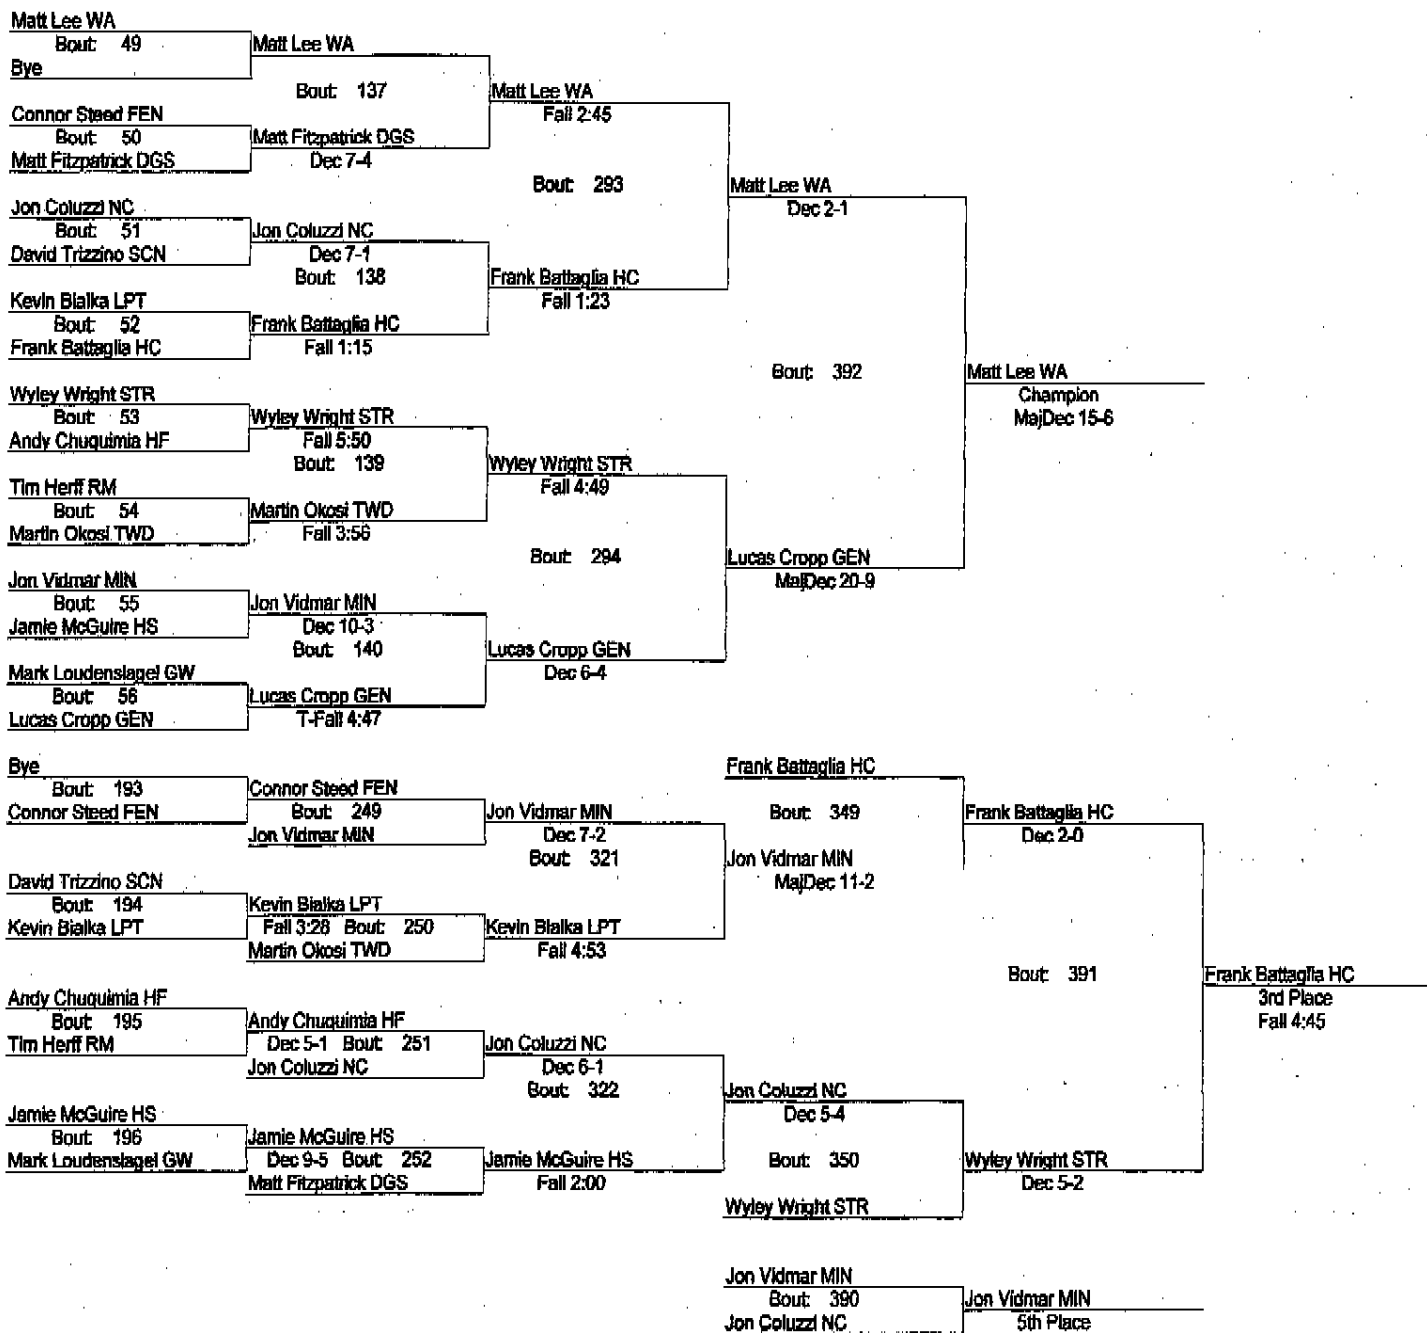 Matt Lee WA
Bout: 49
Bye
Matt Lee WA
Bout: 137
Connor Steed FEN
Bout: 50
Matt Fitzpatrick DGS
Matt Fitzpatrick DGS
Dec 7-4
Matt Lee WA
Fall 2:45
Bout: 293
Jon Coluzzi NC
Bout: 51
David Trizzino SCN
Jon Coluzzi NC
Dec 7-1
Bout: 138
Kevin Bialka LPT
Bout: 52
Frank Battaglia HC
Frank Battaglia HC
Fall 1:15
Frank Battaglia HC
Fall 1:23
Matt Lee WA
Dec 2-1
Bout: 392
Matt Lee WA
Champion
MajDec 15-6
Wyley Wright STR
Bout: 53
Andy Chuquimia HF
Wyley Wright STR
Fall 5:50
Bout: 139
Tim Herff RM
Bout: 54
Martin Okosi TWD
Martin Okosi TWD
Fall 3:56
Wyley Wright STR
Fall 4:49
Bout: 294
Jon Vidmar MIN
Bout: 55
Jamie McGuire HS
Jon Vidmar MIN
Dec 10-3
Bout: 140
Mark Loudenslagel GW
Bout: 56
Lucas Cropp GEN
Lucas Cropp GEN
T-Fall 4:47
Lucas Cropp GEN
Dec 6-4
Lucas Cropp GEN
MajDec 20-9
Bye
Bout: 193
Connor Steed FEN
Connor Steed FEN
Bout: 249
Jon Vidmar MIN
Jon Vidmar MIN
Dec 7-2
Bout: 321
David Trizzino SCN
Bout: 194
Kevin Bialka LPT
Kevin Bialka LPT
Fall 3:28 Bout: 250
Martin Okosi TWD
Kevin Bialka LPT
Fall 4:53
Frank Battaglia HC
Bout: 349
Jon Vidmar MIN
MajDec 11-2
Frank Battaglia HC
Dec 2-0
Bout: 391
Frank Battaglia HC
3rd Place
Fall 4:45
Andy Chuquimia HF
Bout: 195
Tim Herff RM
Andy Chuquimia HF
Dec 5-1 Bout: 251
Jon Coluzzi NC
Jon Coluzzi NC
Dec 6-1
Bout: 322
Jamie McGuire HS
Bout: 196
Mark Loudenslagel GW
Jamie McGuire HS
Dec 9-5 Bout: 252
Matt Fitzpatrick DGS
Jamie McGuire HS
Fall 2:00
Jon Coluzzi NC
Dec 5-4
Bout: 350
Wyley Wright STR
Wyley Wright STR
Dec 5-2
Jon Vidmar MIN
Bout: 390
Jon Coluzzi NC
Jon Vidmar MIN
5th Place